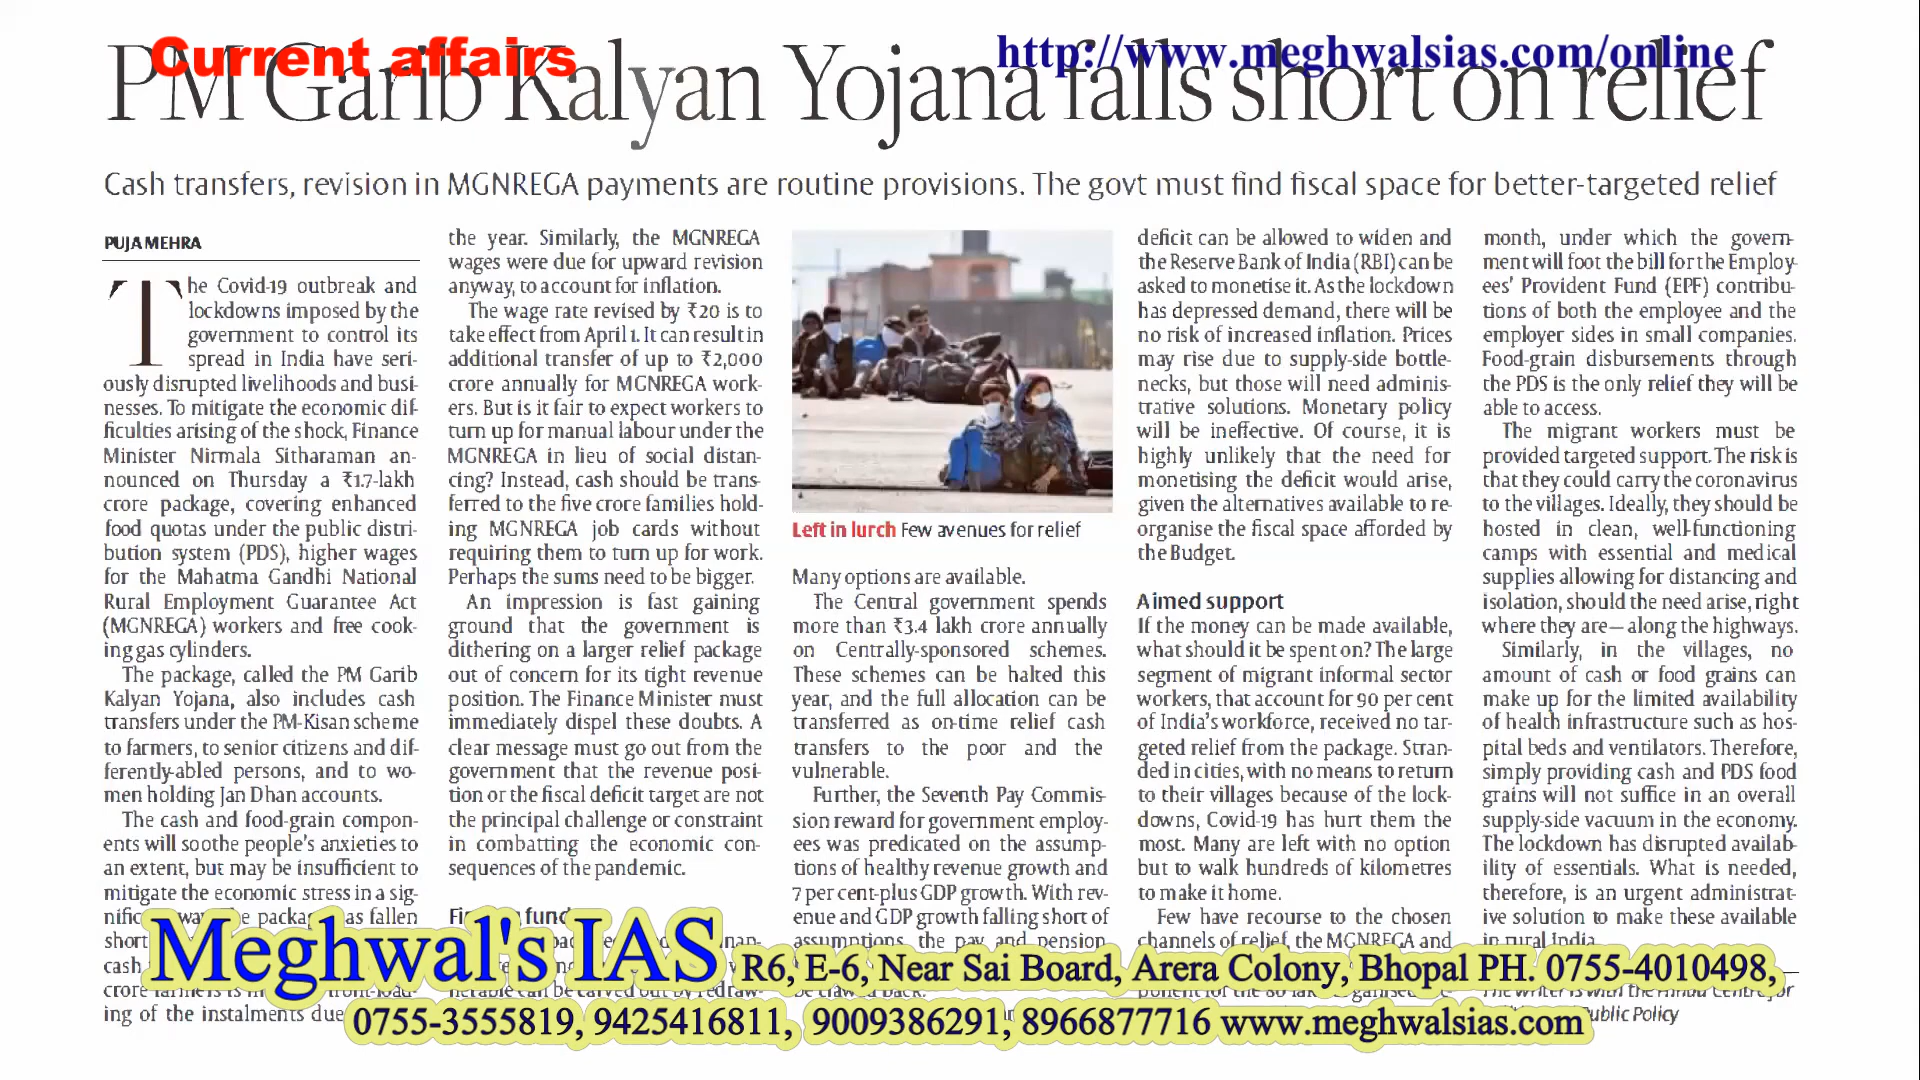 Current affairs
http://www.meghwalsias.com/online
PM Garib Kalyan Yojana falls short on relief
Cash transfers, revision in MGNREGA payments are routine provisions. The govt must find fiscal space for better-targeted relief
PUJA MEHRA
The Covid-19 outbreak and
lockdowns imposed by the
government to control its
spread in India have seri-
ously disrupted livelihoods and busi-
nesses. To mitigate the economic dif-
ficulties arising of the shock, Finance
Minister Nirmala Sitharaman an-
nounced on Thursday a ₹1.7-lakh
crore package, covering enhanced
food quotas under the public distri-
bution system (PDS), higher wages
for the Mahatma Gandhi National
Rural Employment Guarantee Act
(MGNREGA) workers and free cook-
ing gas cylinders.
The package, called the PM Garib
Kalyan Yojana, also includes cash
transfers under the PM-Kisan scheme
to farmers, to senior citizens and dif-
ferently-abled persons, and to wo-
men holding Jan Dhan accounts.
The cash and food-grain compon-
ents will soothe people's anxieties to
an extent, but may be insufficient to
mitigate the economic stress in a sig-
fallen
short
cash
crore
ing of the instalments due
the year. Similarly, the MGNREGA
wages were due for upward revision
anyway, to account for inflation.
The wage rate revised by ₹20 is to
take effect from April 1. It can result in
additional transfer of up to ₹2,000
crore annually for MGNREGA work-
ers. But is it fair to expect workers to
turn up for manual labour under the
MGNREGA in lieu of social distan-
cing? Instead, cash should be trans-
ferred to the five crore families hold-
ing MGNREGA job cards without
requiring them to turn up for work.
Perhaps the sums need to be bigger.
An impression is fast gaining
ground that the government is
dithering on a larger relief package
out of concern for its tight revenue
position. The Finance Minister must
immediately dispel these doubts. A
clear message must go out from the
government that the revenue posi-
tion or the fiscal deficit target are not
the principal challenge or constraint
in combatting the economic con-
sequences of the pandemic.
Left in lurch Few avenues for relief
Many options are available.
The Central government spends
more than ₹3.4 lakh crore annually
on Centrally-sponsored schemes.
These schemes can be halted this
year, and the full allocation can be
transferred as on-time relief cash
transfers to the poor and the
vulnerable.
Further, the Seventh Pay Commis-
sion reward for government employ-
ees was predicated on the assump-
tions of healthy revenue growth and
7 per cent-plus GDP growth. With rev-
enue and GDP growth falling short of
assumptions, the pay and pension
deficit can be allowed to widen and
the Reserve Bank of India (RBI) can be
asked to monetise it. As the lockdown
has depressed demand, there will be
no risk of increased inflation. Prices
may rise due to supply-side bottle-
necks, but those will need adminis-
trative solutions. Monetary policy
will be ineffective. Of course, it is
highly unlikely that the need for
monetising the deficit would arise,
given the alternatives available to re-
organise the fiscal space afforded by
the Budget.
Aimed support
If the money can be made available,
what should it be spent on? The large
segment of migrant informal sector
workers, that account for 90 per cent
of India's workforce, received no tar-
geted relief from the package. Stran-
ded in cities, with no means to return
to their villages because of the lock-
downs, Covid-19 has hurt them the
most. Many are left with no option
but to walk hundreds of kilometres
to make it home.
Few have recourse to the chosen
channels of relief, the MGNREGA and
month, under which the govern-
ment will foot the bill for the Employ-
ees' Provident Fund (EPF) contribu-
tions of both the employee and the
employer sides in small companies.
Food-grain disbursements through
the PDS is the only relief they will be
able to access.
The migrant workers must be
provided targeted support. The risk is
that they could carry the coronavirus
to the villages. Ideally, they should be
hosted in clean, well-functioning
camps with essential and medical
supplies allowing for distancing and
isolation, should the need arise, right
where they are—along the highways.
Similarly, in the villages, no
amount of cash or food grains can
make up for the limited availability
of health infrastructure such as hos-
pital beds and ventilators. Therefore,
simply providing cash and PDS food
grains will not suffice in an overall
supply-side vacuum in the economy.
The lockdown has disrupted availab-
ility of essentials. What is needed,
therefore, is an urgent administrat-
ive solution to make these available
in rural India.
The writer is with the Hindu Centre for
Public Policy
Meghwal's IAS R6, E-6, Near Sai Board, Arera Colony, Bhopal PH. 0755-4010498,
0755-3555819, 9425416811, 9009386291, 8966877716 www.meghwalsias.com